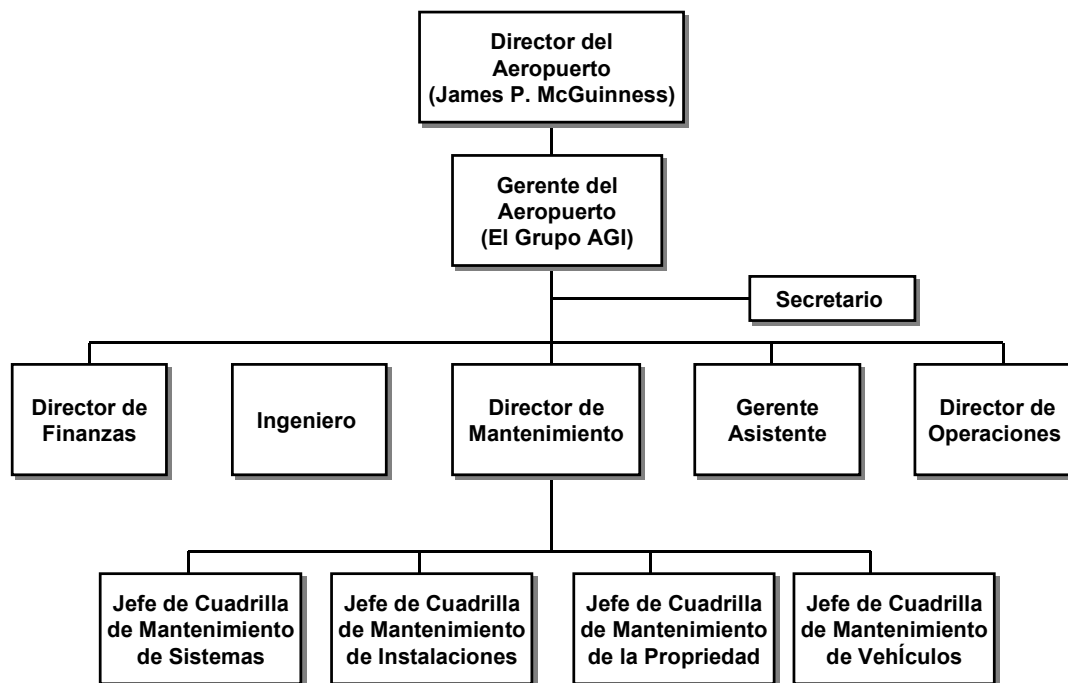 Director del
Aeropuerto
(James P. McGuinness)
Gerente del
Aeropuerto
(El Grupo AGI)
Secretario
Director de
Finanzas
Ingeniero
Director de
Mantenimiento
Gerente
Asistente
Director de
Operaciones
Jefe de Cuadrilla
de Mantenimiento
de Sistemas
Jefe de Cuadrilla
de Mantenimiento
de Instalaciones
Jefe de Cuadrilla
de Mantenimiento
de la Propriedad
Jefe de Cuadrilla
de Mantenimiento
de VehÍculos